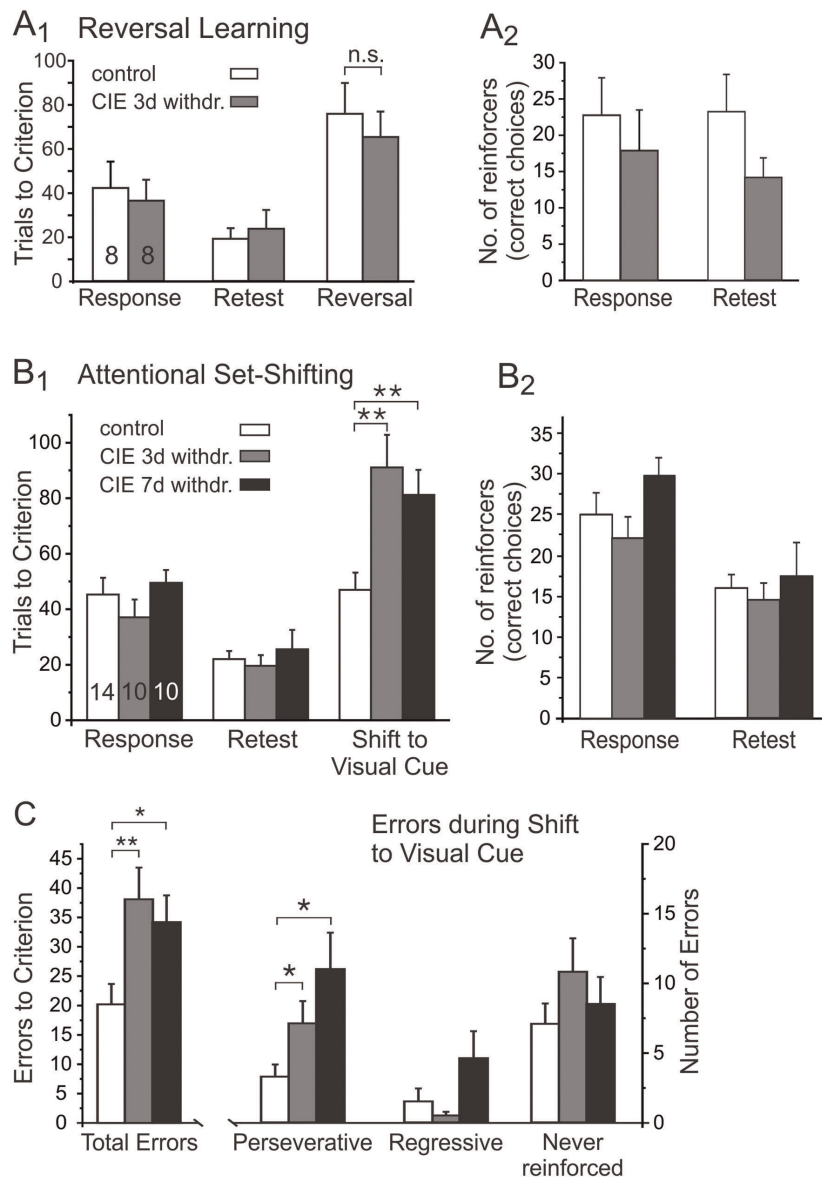 A1 Reversal Learning
n.s.
control
CIE 3d withdr.
Trials to Criterion
100
80
60
40
20
0
8 8
Response Retest Reversal
A2
No. of reinforcers
(correct choices)
30
25
20
15
10
5
0
Response Retest
B1 Attentional Set-Shifting
**
**
control
CIE 3d withdr.
CIE 7d withdr.
Trials to Criterion
100
80
60
40
20
0
14 10 10
Response Retest Shift to
Visual Cue
B2
No. of reinforcers
(correct choices)
35
30
25
20
15
10
5
0
Response Retest
C
Errors during Shift
to Visual Cue
*
**
*
*
Errors to Criterion
45
40
35
30
25
20
15
10
5
0
20
15
10
5
0
Number of Errors
Total Errors Perseverative Regressive Never
reinforced